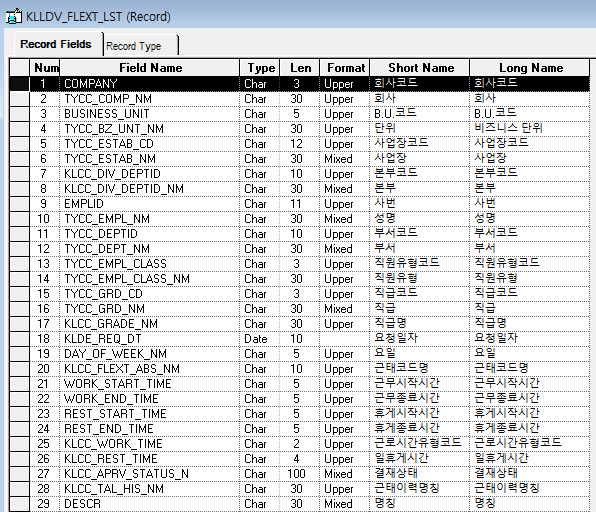 KLLDV_FLEXT_LST (Record)
Record Fields Record Type
Num Field Name Type Len Format Short Name Long Name
1 COMPANY Char 3 Upper 회사코드 회사코드
2 TYCC_COMP_NM Char 30 Upper 회사 회사
3 BUSINESS_UNIT Char 5 Upper B.U.코드 B.U.코드
4 TYCC_BZ_UNT_NM Char 30 Upper 단위 비즈니스 단위
5 TYCC_ESTAB_CD Char 12 Upper 사업장코드 사업장코드
6 TYCC_ESTAB_NM Char 30 Mixed 사업장 사업장
7 KLCC_DIV_DEPTID Char 10 Upper 본부코드 본부코드
8 KLCC_DIV_DEPTID_NM Char 30 Mixed 본부 본부
9 EMPLID Char 11 Upper 사번 사번
10 TYCC_EMPL_NM Char 30 Mixed 성명 성명
11 TYCC_DEPTID Char 10 Upper 부서코드 부서코드
12 TYCC_DEPT_NM Char 30 Mixed 부서 부서
13 TYCC_EMPL_CLASS Char 3 Upper 직원유형코드 직원유형코드
14 TYCC_EMPL_CLASS_NM Char 30 Upper 직원유형 직원유형
15 TYCC_GRD_CD Char 3 Upper 직급코드 직급코드
16 TYCC_GRD_NM Char 30 Mixed 직급 직급
17 KLCC_GRADE_NM Char 30 Upper 직급명 직급명
18 KLDE_REQ_DT Date 10 요청일자 요청일자
19 DAY_OF_WEEK_NM Char 5 Upper 요일 요일
20 KLCC_FLEXT_ABS_NM Char 10 Upper 근태코드명 근태코드명
21 WORK_START_TIME Char 5 Upper 근무시작시간 근무시작시간
22 WORK_END_TIME Char 5 Upper 근무종료시간 근무종료시간
23 REST_START_TIME Char 5 Upper 휴게시작시간 휴게시작시간
24 REST_END_TIME Char 5 Upper 휴게종료시간 휴게종료시간
25 KLCC_WORK_TIME Char 2 Upper 근로시간유형코드 근로시간유형코드
26 KLCC_REST_TIME Char 4 Upper 일휴게시간 일휴게시간
27 KLCC_APRV_STATUS_N Char 100 Mixed 결재상태 결재상태
28 KLCC_TAL_HIS_NM Char 30 Upper 근태이력명칭 근태이력명칭
29 DESCR Char 30 Mixed 명칭 명칭